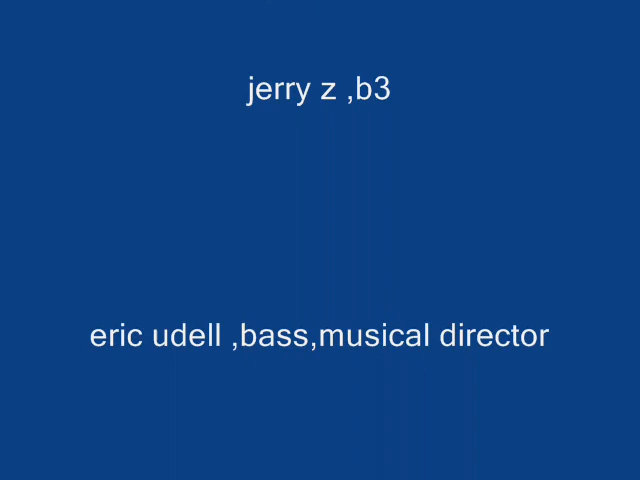 jerry z ,b3
eric udell ,bass,musical director